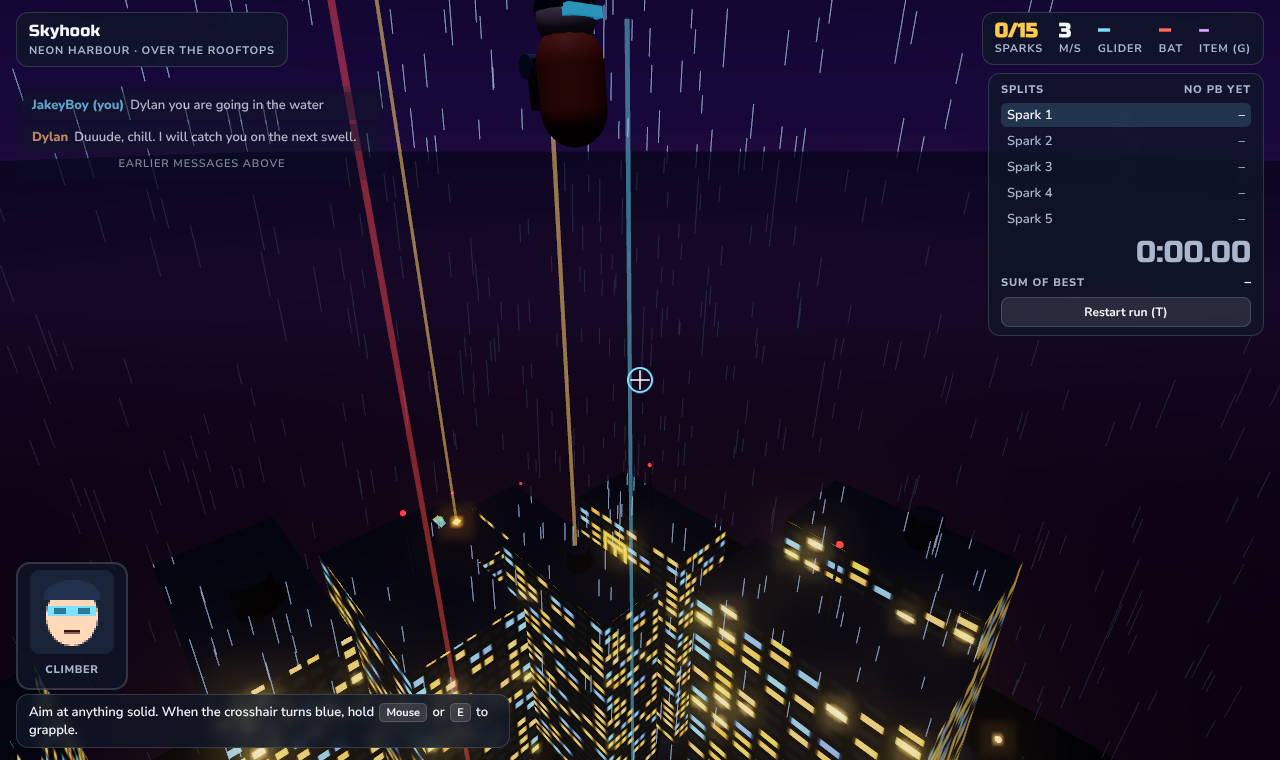 Skyhook
NEON HARBOUR · OVER THE ROOFTOPS
JakeyBoy (you) Dylan you are going in the water
Dylan Duuude, chill. I will catch you on the next swell.
EARLIER MESSAGES ABOVE
0/15 SPARKS
3 M/S
– GLIDER
– BAT
– ITEM (G)
SPLITS NO PB YET
Spark 1 –
Spark 2 –
Spark 3 –
Spark 4 –
Spark 5 –
0:00.00
SUM OF BEST –
Restart run (T)
CLIMBER
Aim at anything solid. When the crosshair turns blue, hold Mouse or E to
grapple.